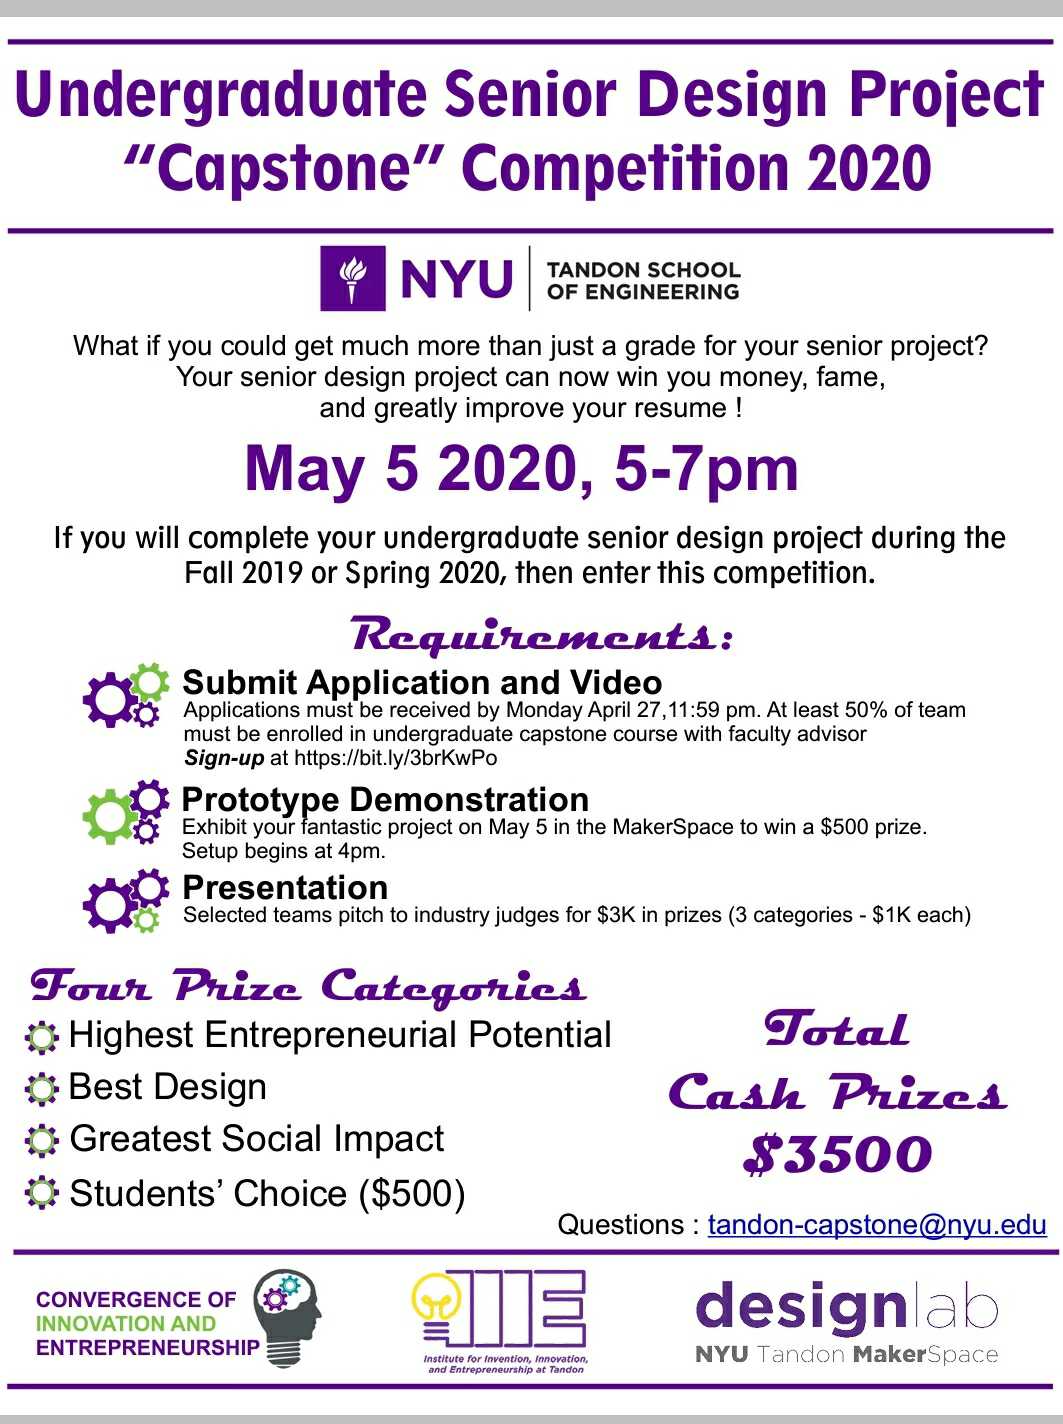 Undergraduate Senior Design Project
“Capstone” Competition 2020
NYU TANDON SCHOOL
OF ENGINEERING
What if you could get much more than just a grade for your senior project?
Your senior design project can now win you money, fame,
and greatly improve your resume !
May 5 2020, 5-7pm
If you will complete your undergraduate senior design project during the
Fall 2019 or Spring 2020, then enter this competition.
Requirements:
Submit Application and Video
Applications must be received by Monday April 27,11:59 pm. At least 50% of team
must be enrolled in undergraduate capstone course with faculty advisor
Sign-up at https://bit.ly/3brKwPo
Prototype Demonstration
Exhibit your fantastic project on May 5 in the MakerSpace to win a $500 prize.
Setup begins at 4pm.
Presentation
Selected teams pitch to industry judges for $3K in prizes (3 categories - $1K each)
Four Prize Categories
Highest Entrepreneurial Potential
Best Design
Greatest Social Impact
Students’ Choice ($500)
Total
Cash Prizes
$3500
Questions : tandon-capstone@nyu.edu
CONVERGENCE OF
INNOVATION AND
ENTREPRENEURSHIP
IIE
Institute for Invention, Innovation,
and Entrepreneurship at Tandon
designlab
NYU Tandon MakerSpace